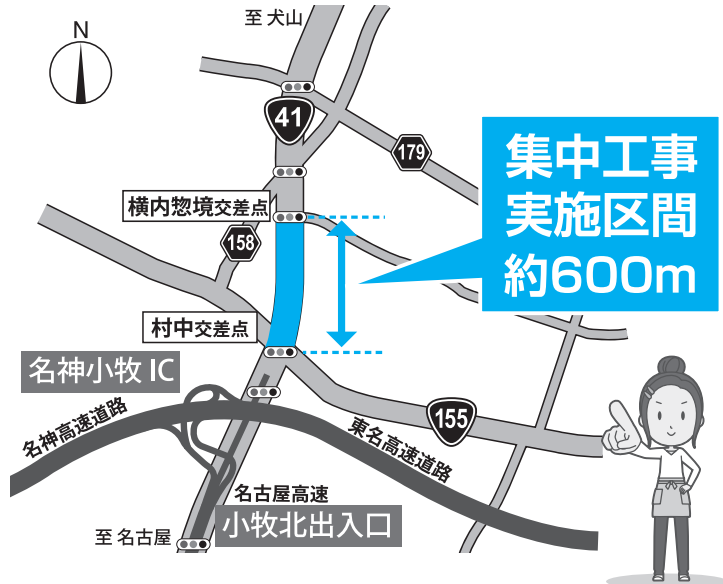 至 犬山
N
41
179
集中工事
実施区間
約600m
横内惣境交差点
158
村中交差点
名神小牧 IC
155
名神高速道路
東名高速道路
名古屋高速
小牧北出入口
至 名古屋